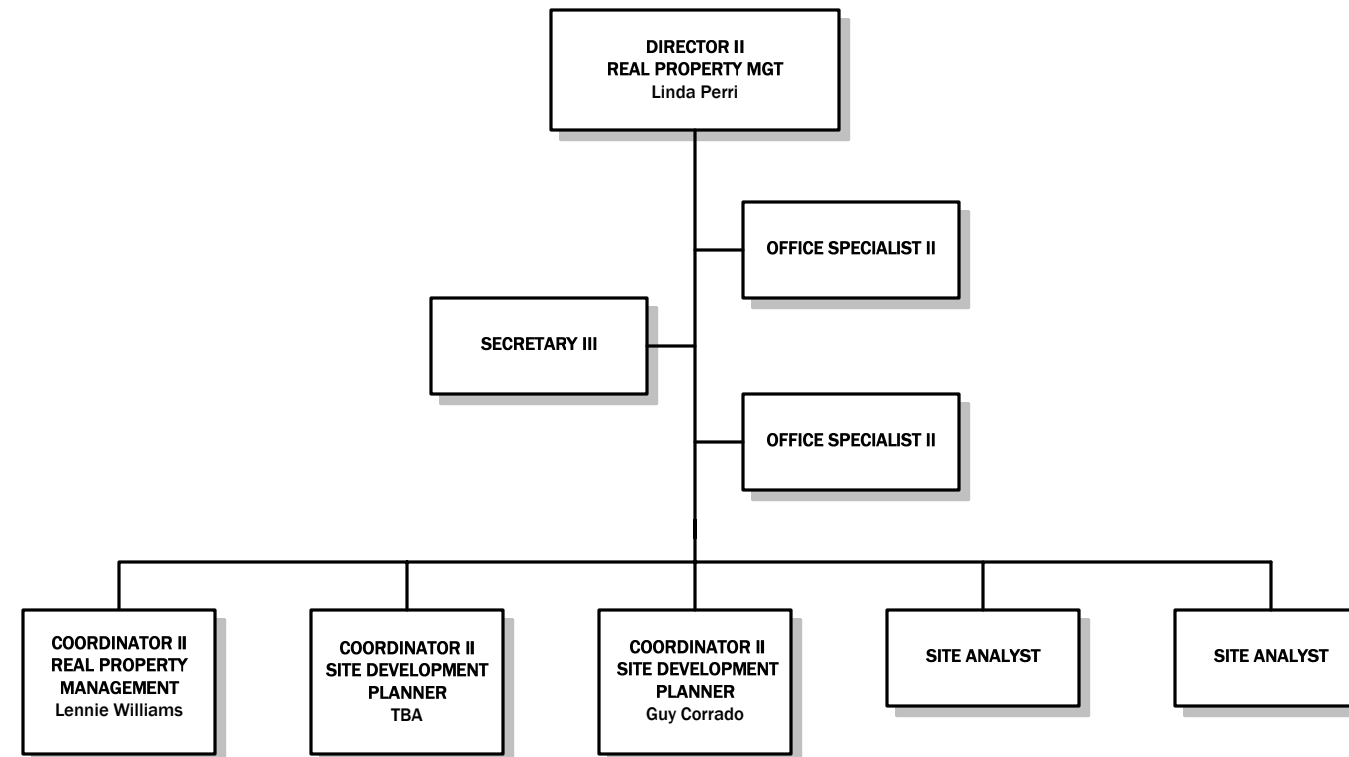 DIRECTOR II
REAL PROPERTY MGT
Linda Perri
OFFICE SPECIALIST II
SECRETARY III
OFFICE SPECIALIST II
COORDINATOR II
REAL PROPERTY
MANAGEMENT
Lennie Williams
COORDINATOR II
SITE DEVELOPMENT
PLANNER
TBA
COORDINATOR II
SITE DEVELOPMENT
PLANNER
Guy Corrado
SITE ANALYST
SITE ANALYST